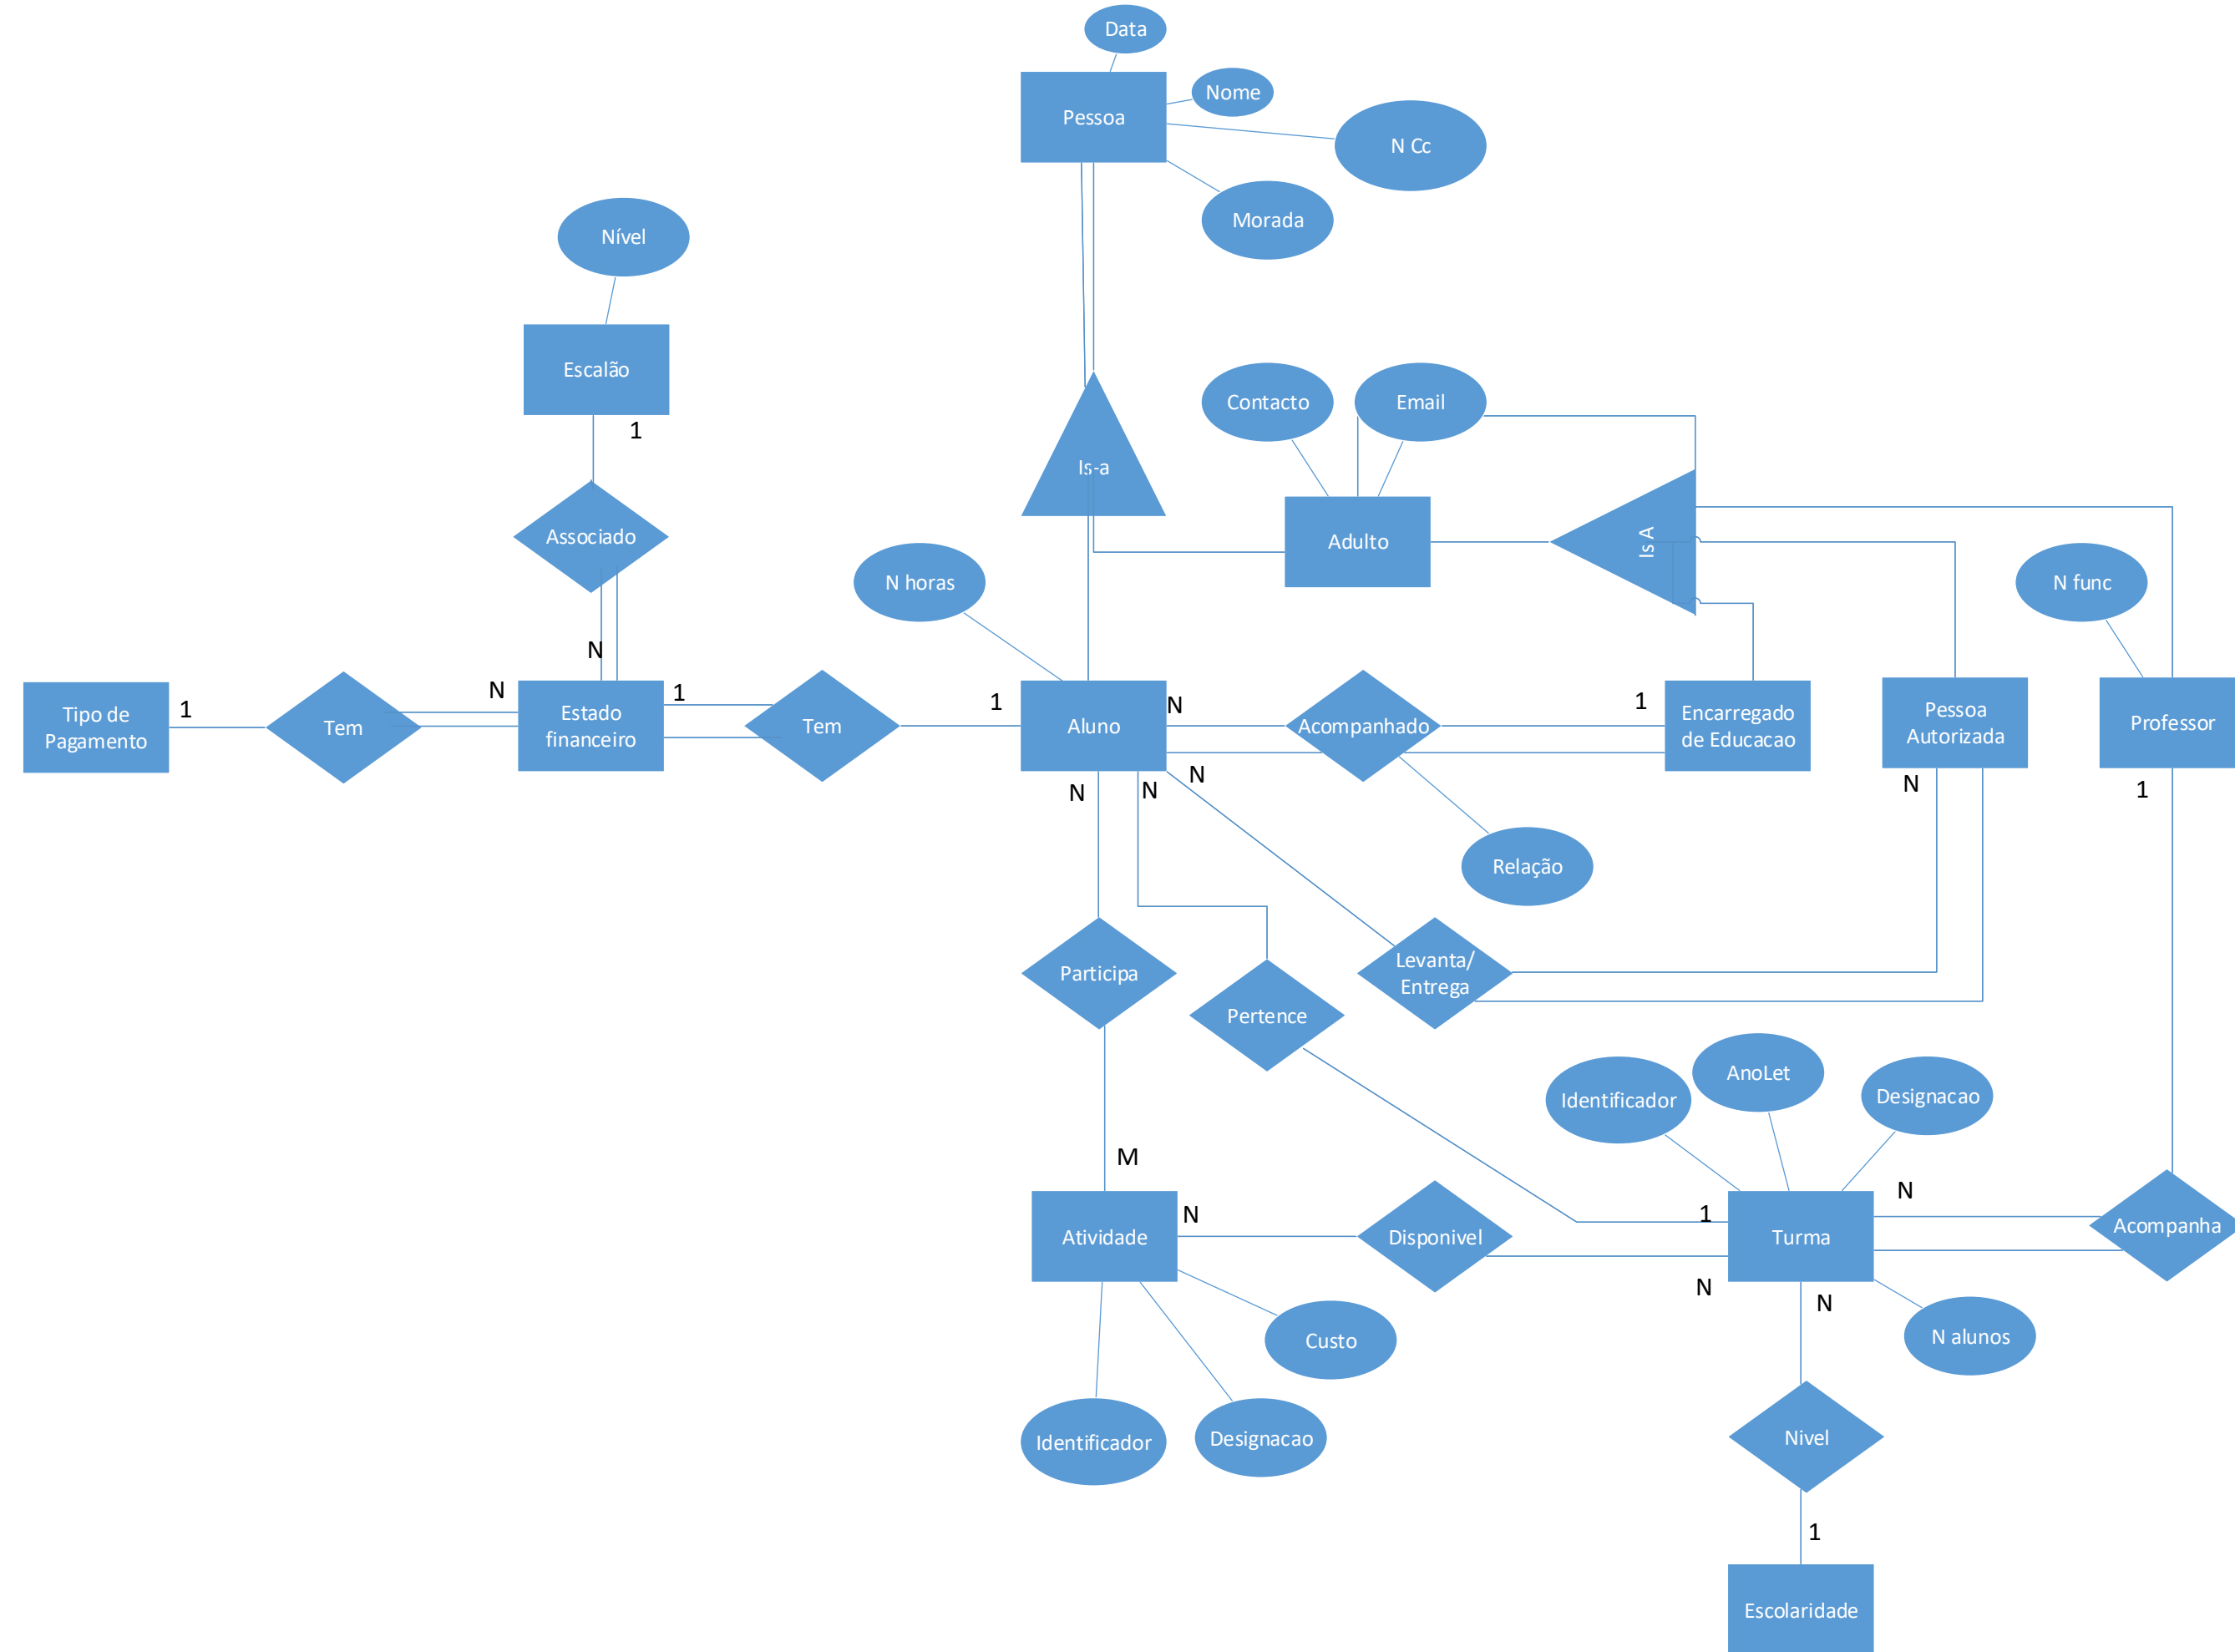 Data
Nome
Pessoa
N Cc
Morada
Nível
Escalão
1
Contacto
Email
Is-a
Associado
Adulto
Is A
N horas
N func
N
Tipo de
Pagamento
1
Tem
N
Estado
financeiro
1
Tem
1
Aluno
N
Acompanhado
1
Encarregado
de Educacao
Pessoa
Autorizada
Professor
N
N
N
N
1
Relação
Participa
Levanta/
Entrega
Pertence
Identificador
AnoLet
Designacao
M
N
1
N
Atividade
Disponivel
Turma
Acompanha
N
N
Custo
N alunos
Identificador
Designacao
Nivel
1
Escolaridade